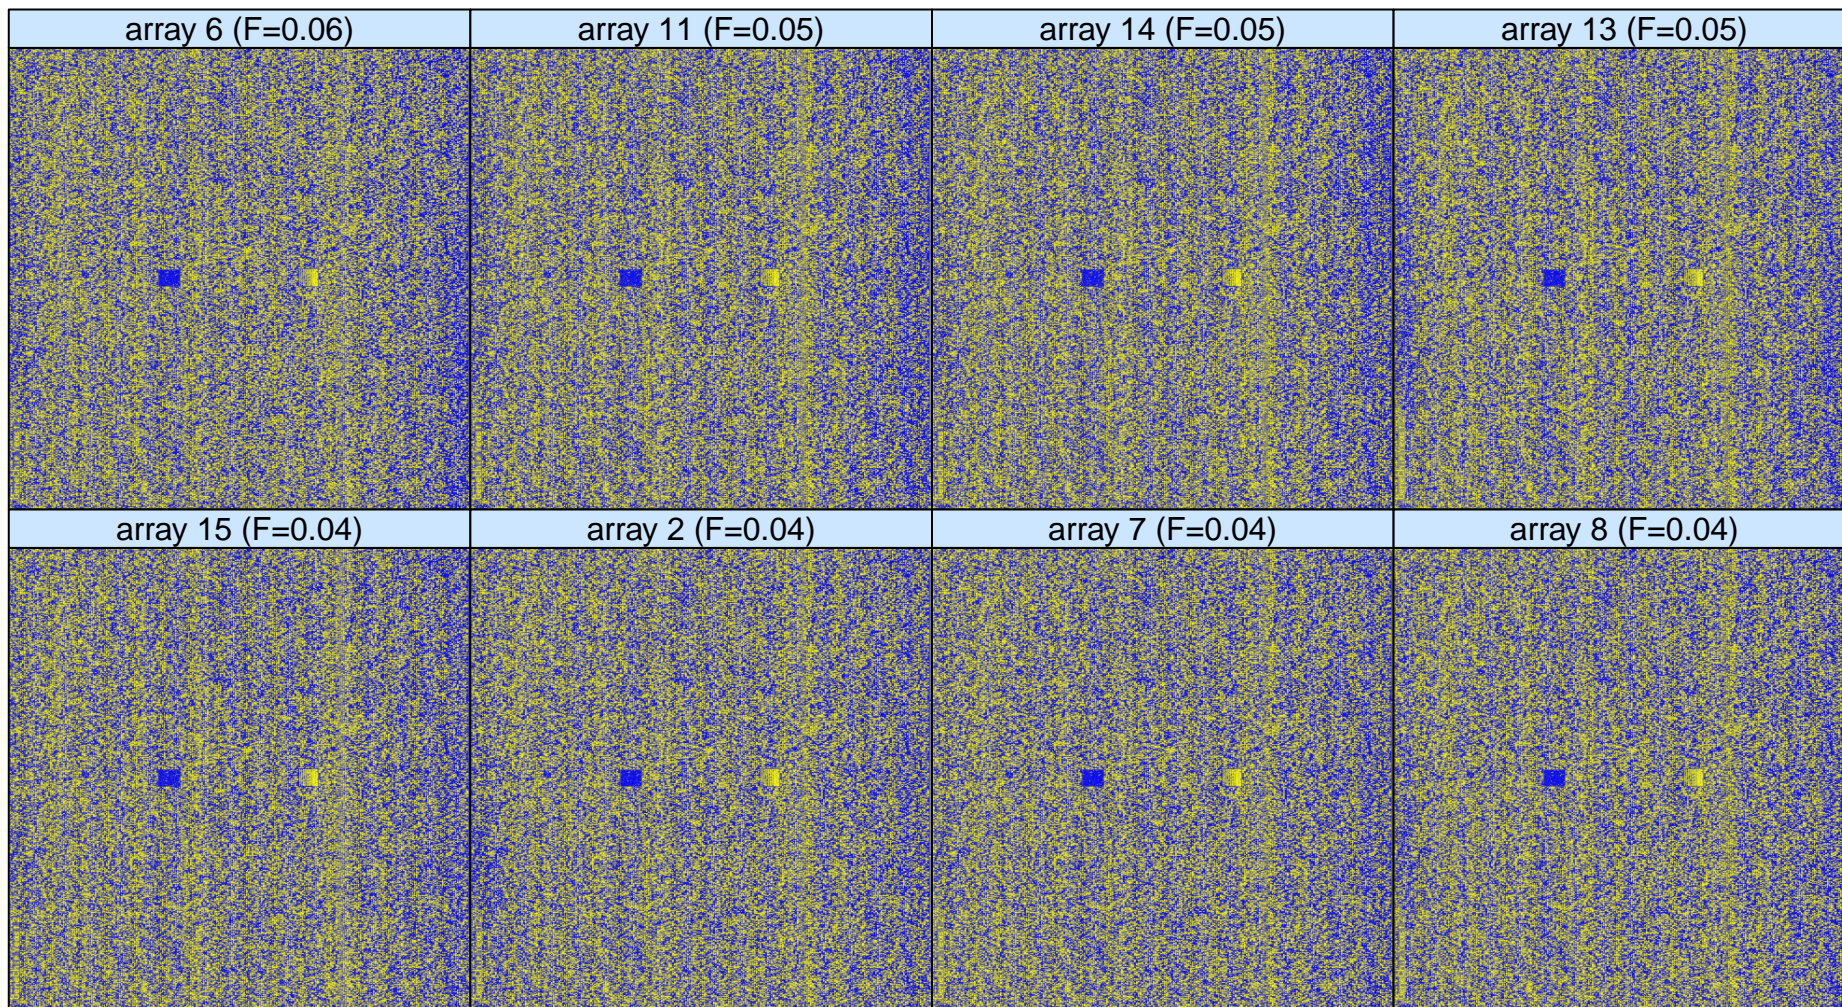 array 6 (F=0.06)
array 11 (F=0.05)
array 14 (F=0.05)
array 13 (F=0.05)
array 15 (F=0.04)
array 2 (F=0.04)
array 7 (F=0.04)
array 8 (F=0.04)